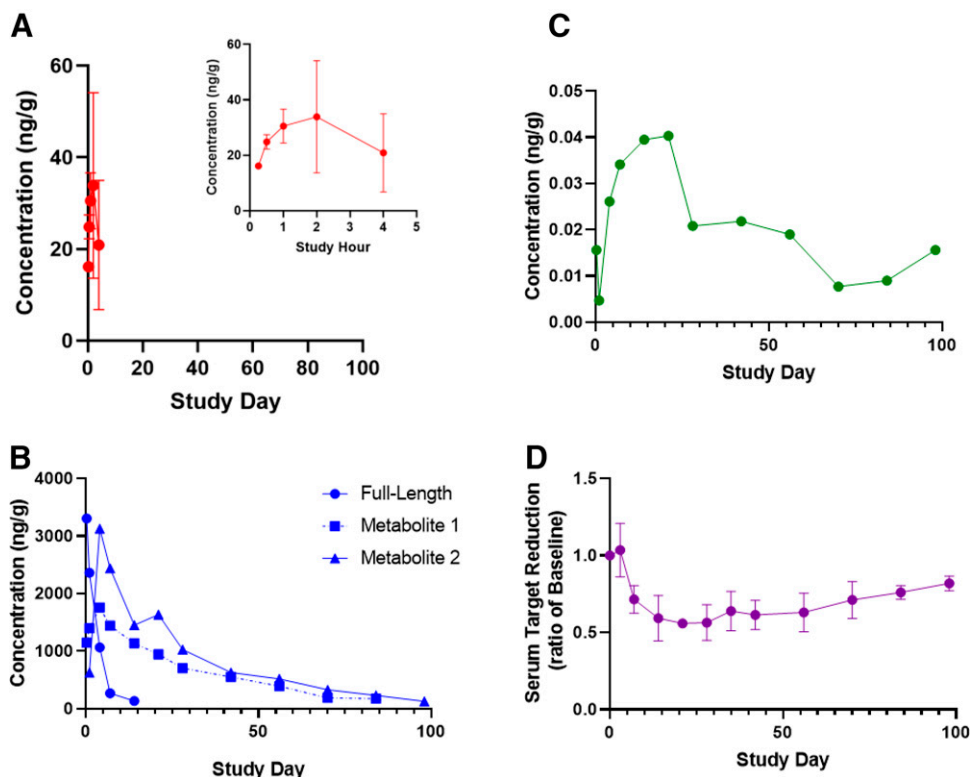 A
Concentration (ng/g)
60
40
20
0
0 20 40 60 80 100
Study Day
Concentration (ng/g)
60
40
20
0
0 1 2 3 4 5
Study Hour
C
Concentration (ng/g)
0.05
0.04
0.03
0.02
0.01
0.00
0 50 100
Study Day
B
Concentration (ng/g)
4000
3000
2000
1000
0
0 50 100
Study Day
Full-Length
Metabolite 1
Metabolite 2
D
Serum Target Reduction
(ratio of Baseline)
1.5
1.0
0.5
0.0
0 50 100
Study Day